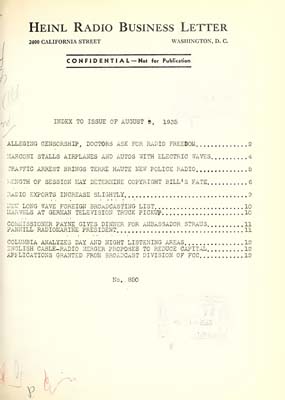 HEINL RADIO BUSINESS LETTER
2400 CALIFORNIA STREET WASHINGTON, D. C.
CONFIDENTIAL—Not for Publication
INDEX TO ISSUE OF AUGUST 2, 1935
ALLEGING CENSORSHIP, DOCTORS ASK FOR RADIO FREEDOM.............2
MARCONI STALLS AIRPLANES AND AUTOS WITH ELECTRIC WAVES.........4
TRAFFIC ARREST BRINGS TERRE HAUTE NEW POLICE RADIO.............5
LENGTH OF SESSION MAY DETERMINE COPYRIGHT BILL'S FATE..........6
RADIO EXPORTS INCREASE SLIGHTLY................................7
NEW LONG WAVE FOREIGN BROADCASTING LIST.......................10
MARVELS AT GERMAN TELEVISION TRUCK PICKUP.....................10
COMMISSIONER PAYNE GIVES DINNER FOR AMBASSADOR STRAUS.........11
FANNILL RADIOMARINE PRESIDENT.................................11
COLUMBIA ANALYZES DAY AND NIGHT LISTENING AREAS...............12
ENGLISH CABLE-RADIO MERGER PROPOSES TO REDUCE CAPITAL.........12
APPLICATIONS GRANTED FROM BROADCAST DIVISION OF FCC...........13
No. 850